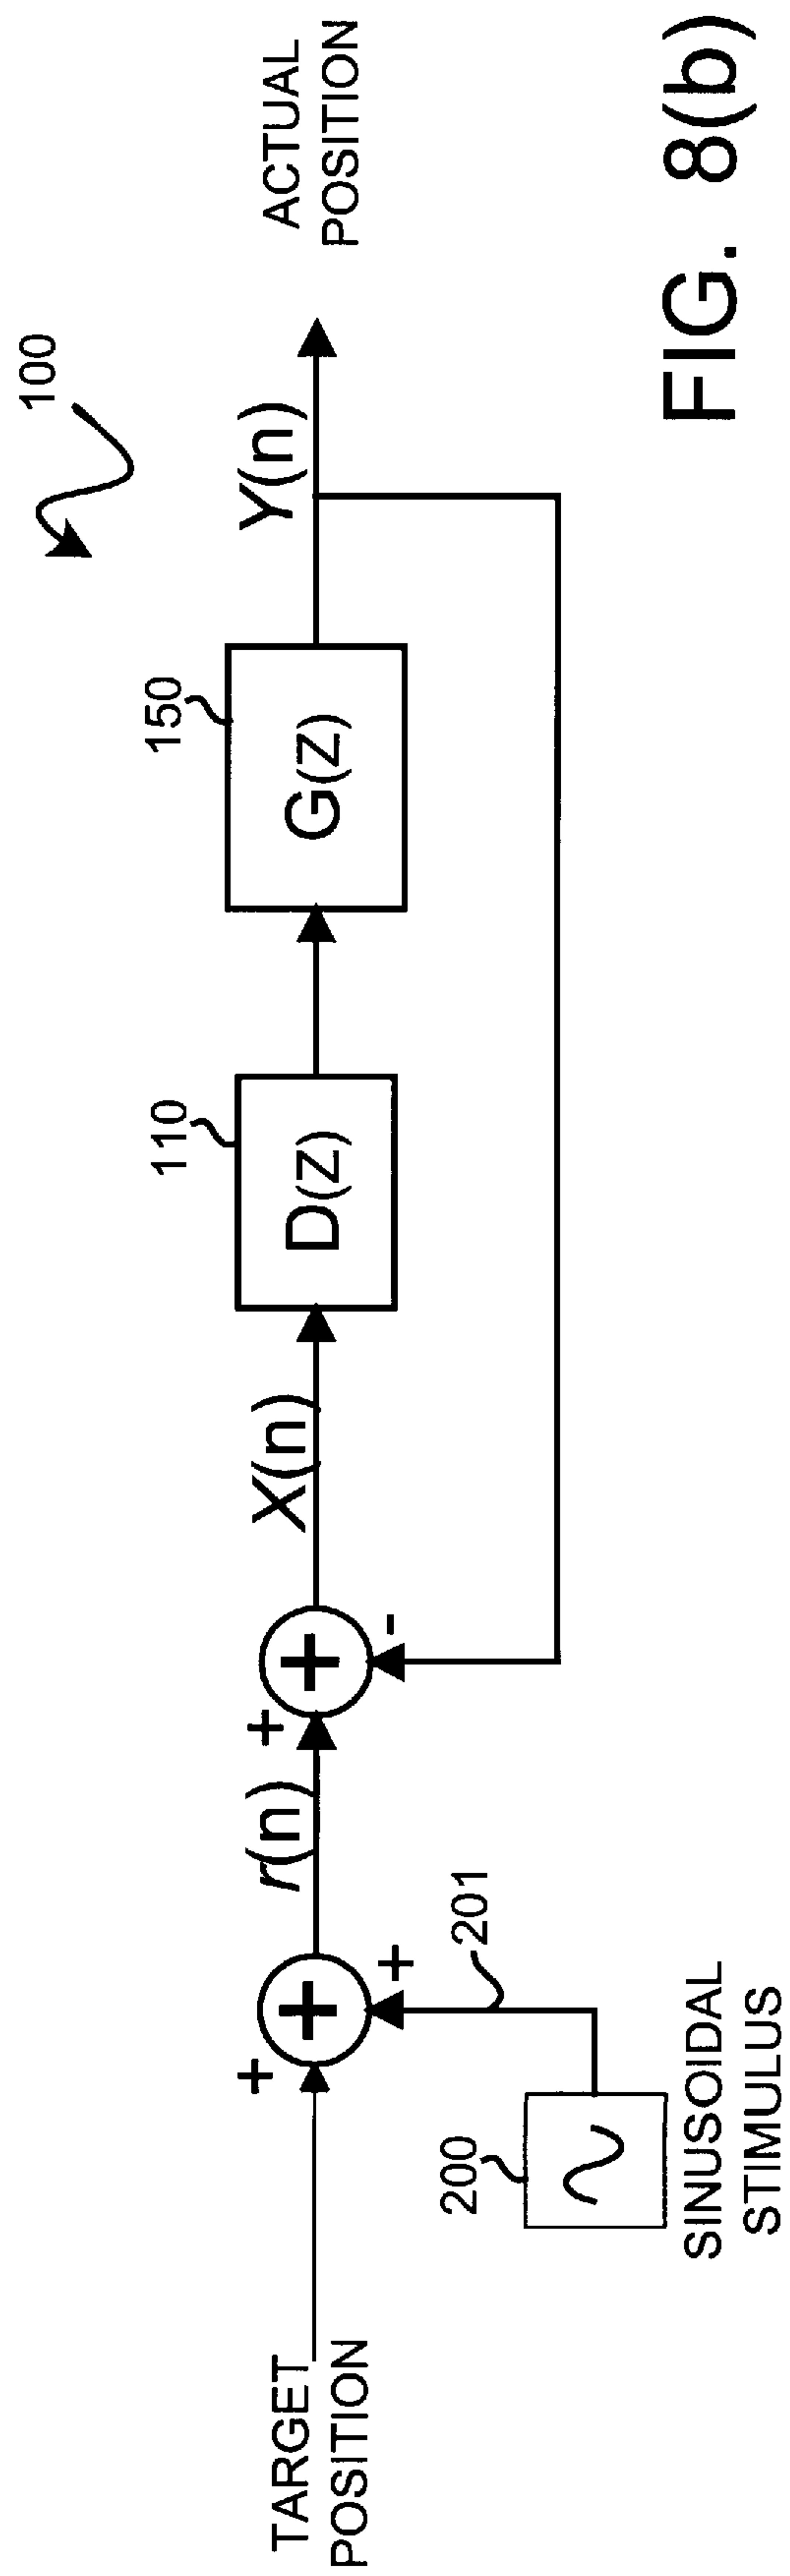 100
TARGET
POSITION
+
+
r(n)
+
-
X(n)
110
D(Z)
150
G(Z)
Y(n)
ACTUAL
POSITION
200
201
SINUSOIDAL
STIMULUS
FIG. 8(b)